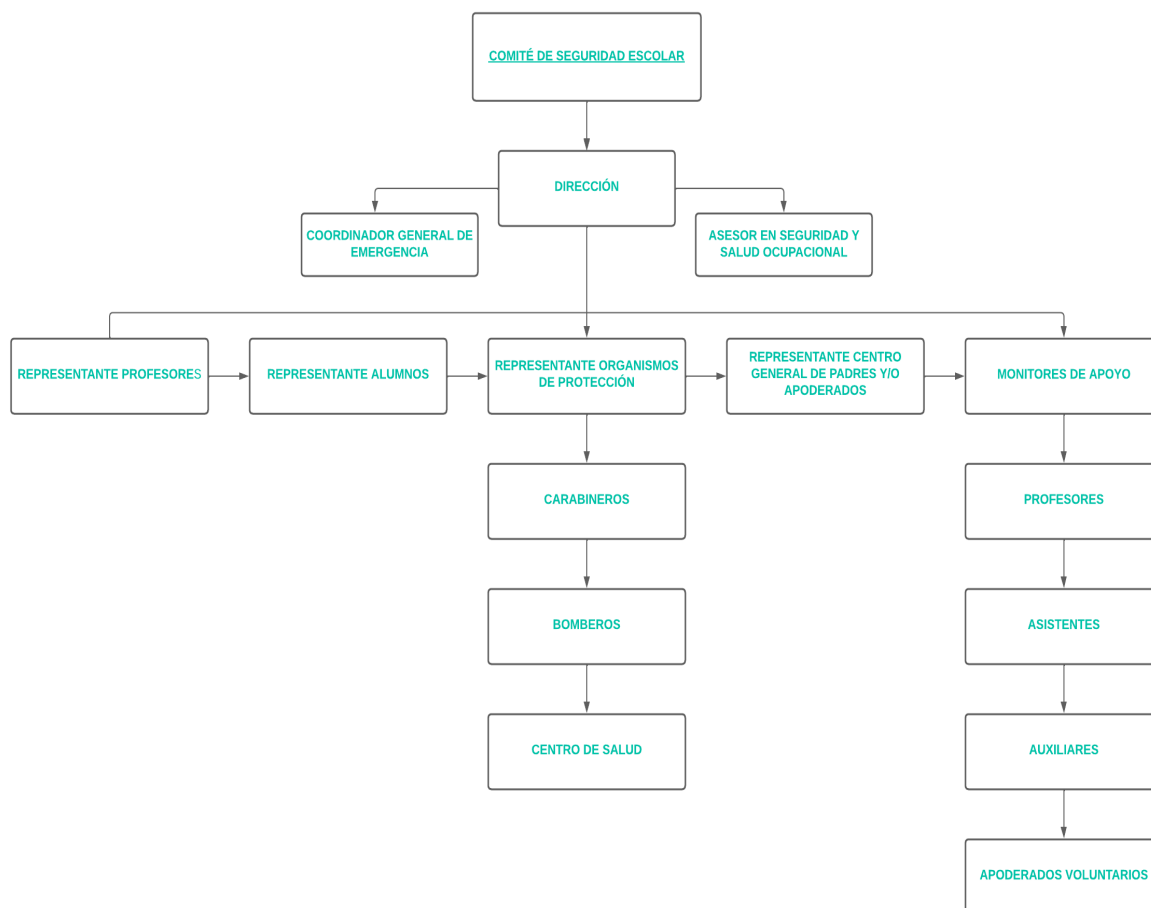 COMITÉ DE SEGURIDAD ESCOLAR
DIRECCIÓN
COORDINADOR GENERAL DE
EMERGENCIA
ASESOR EN SEGURIDAD Y
SALUD OCUPACIONAL
REPRESENTANTE PROFESORES
REPRESENTANTE ALUMNOS
REPRESENTANTE ORGANISMOS
DE PROTECCIÓN
REPRESENTANTE CENTRO
GENERAL DE PADRES Y/O
APODERADOS
MONITORES DE APOYO
CARABINEROS
PROFESORES
BOMBEROS
ASISTENTES
CENTRO DE SALUD
AUXILIARES
APODERADOS VOLUNTARIOS